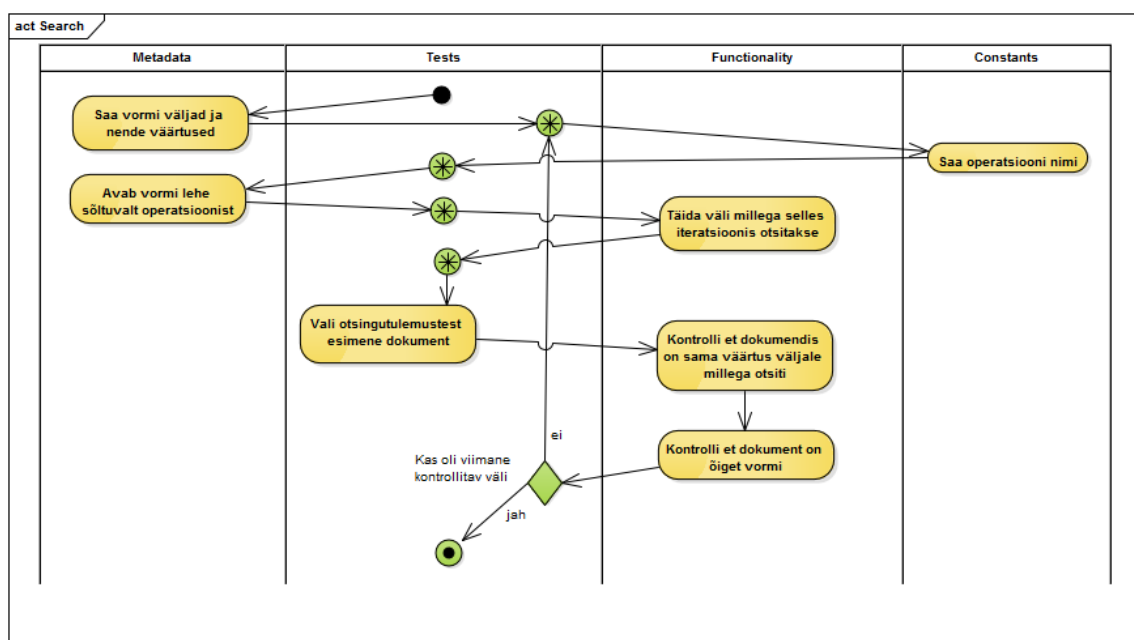 act Search
Metadata
Tests
Functionality
Constants
Saa vormi väljad ja
nende väärtused
Saa operatsiooni nimi
Avab vormi lehe
sõltuvalt operatsioonist
Täida väli millega selles
iteratsioonis otsitakse
Vali otsingutulemustest
esimene dokument
Kontrolli et dokumendis
on sama väärtus väljale
millega otsiti
Kontrolli et dokument on
õiget vormi
ei
Kas oli viimane
kontrollitav väli
jah